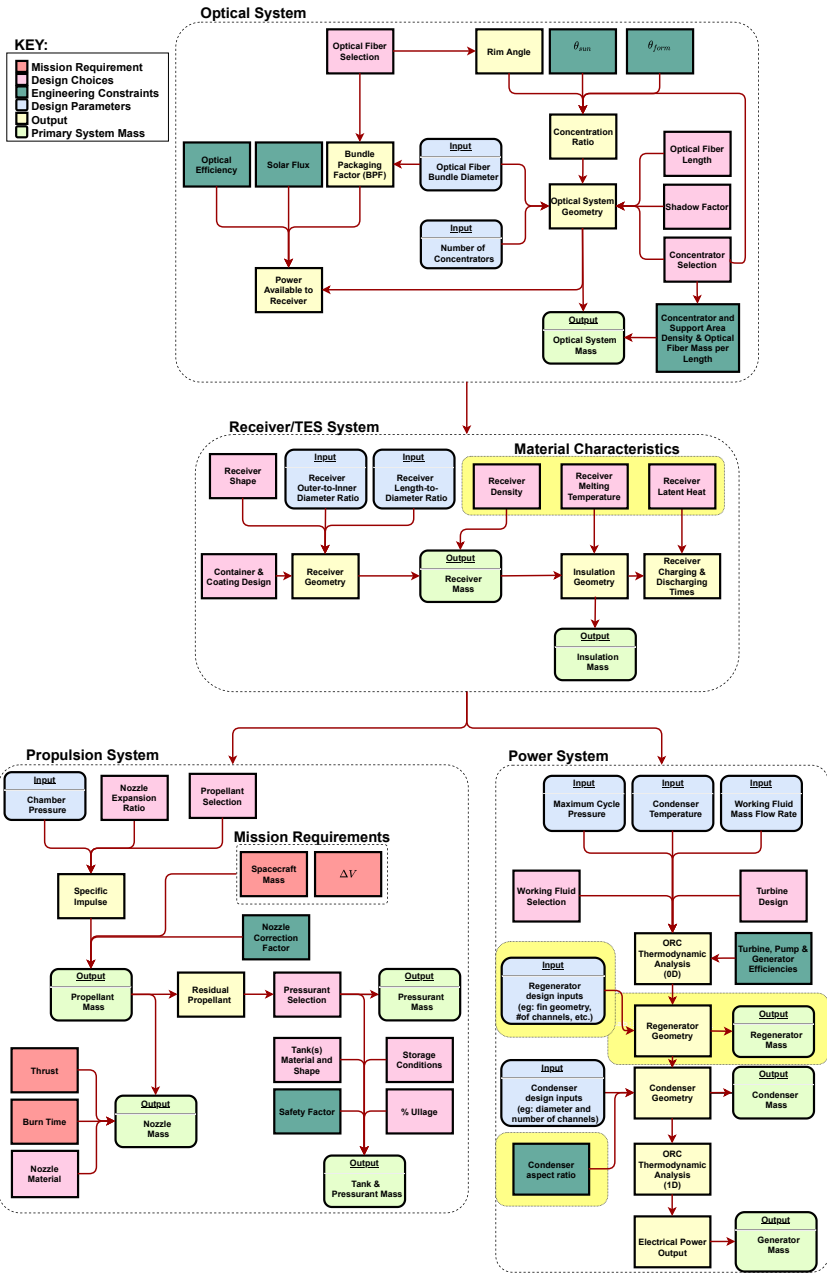 Optical System
KEY:
Mission Requirement
Design Choices
Engineering Constraints
Design Parameters
Output
Primary System Mass
Optical Fiber
Selection
Rim Angle
θsun
θform
Concentration
Ratio
Optical
Efficiency
Solar Flux
Bundle
Packaging
Factor (BPF)
Input
Optical Fiber
Bundle Diameter
Optical Fiber
Length
Optical System
Geometry
Shadow Factor
Input
Number of
Concentrators
Concentrator
Selection
Power
Available to
Receiver
Output
Optical System
Mass
Concentrator and
Support Area
Density & Optical
Fiber Mass per
Length
Receiver/TES System
Material Characteristics
Receiver
Shape
Input
Receiver
Outer-to-Inner
Diameter Ratio
Input
Receiver
Length-to-
Diameter Ratio
Receiver
Density
Receiver
Melting
Temperature
Receiver
Latent Heat
Container &
Coating Design
Receiver
Geometry
Output
Receiver
Mass
Insulation
Geometry
Receiver
Charging &
Discharging
Times
Output
Insulation
Mass
Propulsion System
Input
Chamber
Pressure
Nozzle
Expansion
Ratio
Propellant
Selection
Mission Requirements
Spacecraft
Mass
ΔV
Specific
Impulse
Nozzle
Correction
Factor
Output
Propellant
Mass
Residual
Propellant
Pressurant
Selection
Output
Pressurant Mass
Thrust
Tank(s)
Material and
Shape
Storage
Conditions
Burn Time
Output
Nozzle
Mass
Safety Factor
% Ullage
Nozzle
Material
Output
Tank &
Pressurant Mass
Power System
Input
Maximum Cycle
Pressure
Input
Condenser
Temperature
Input
Working Fluid
Mass Flow Rate
Working Fluid
Selection
Turbine
Design
ORC
Thermodynamic
Analysis
(0D)
Turbine, Pump &
Generator
Efficiencies
Input
Regenerator
design inputs
(eg: fin geometry,
#of channels, etc.)
Regenerator
Geometry
Output
Regenerator
Mass
Input
Condenser
design inputs
(eg: diameter and
number of channels)
Condenser
Geometry
Output
Condenser
Mass
Condenser
aspect ratio
ORC
Thermodynamic
Analysis
(1D)
Electrical Power
Output
Output
Generator
Mass